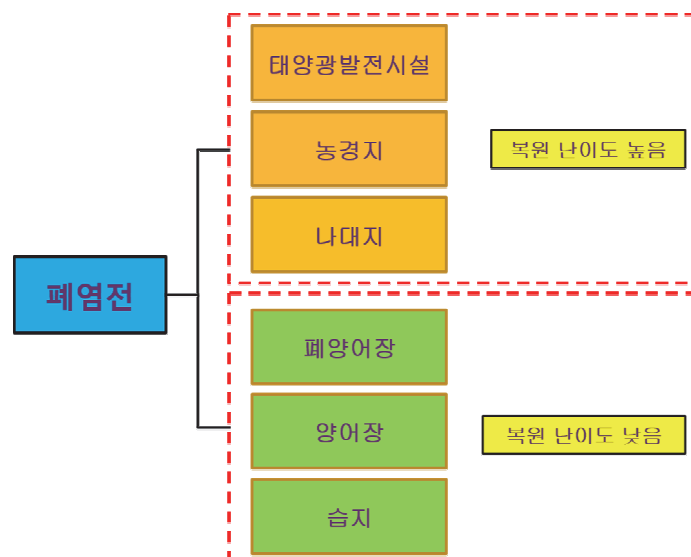 태양광발전시설
농경지
복원 난이도 높음
나대지
폐염전
폐양어장
양어장
복원 난이도 낮음
습지